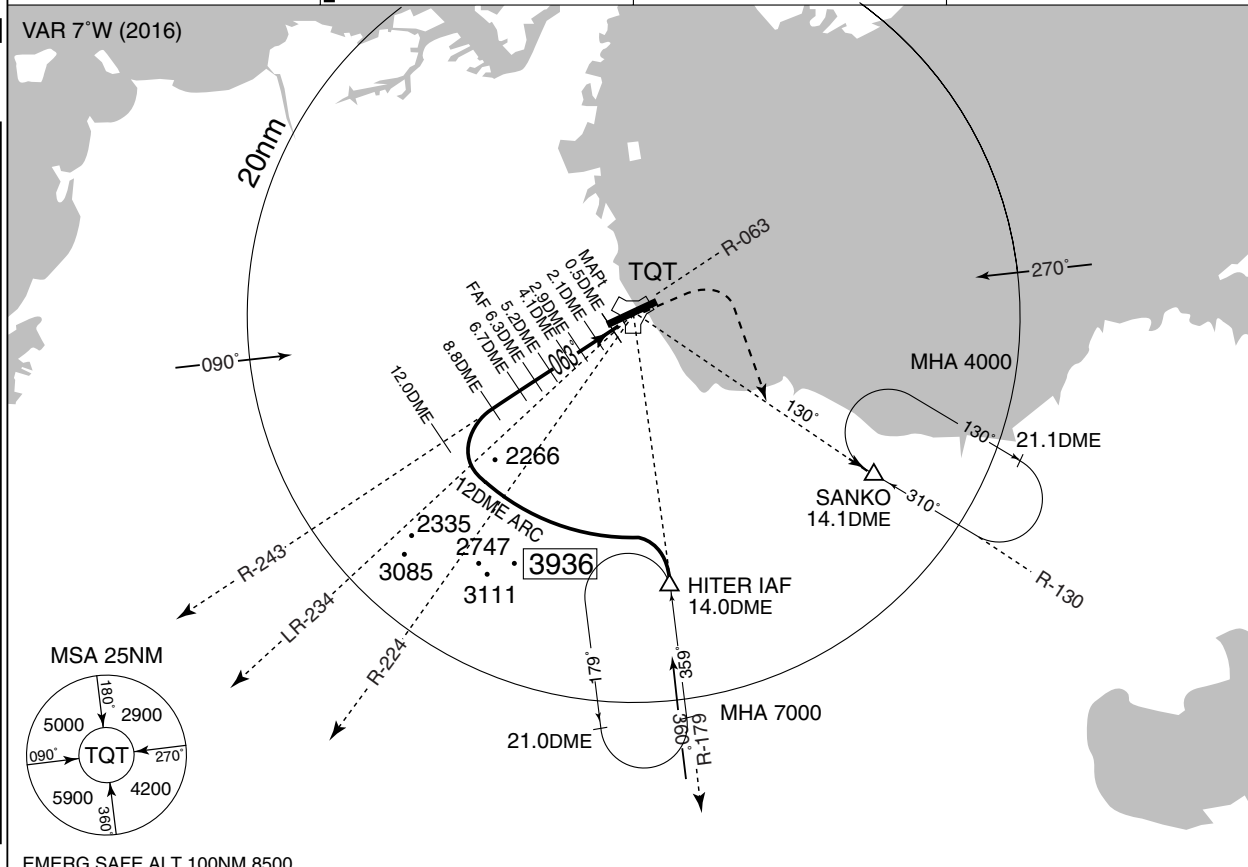 VAR 7°W (2016)
20nm
R-063
TQT
MAPt
0.5DME
2.1DME
2.9DME
4.1DME
5.2DME
FAF 6.3DME
6.7DME
8.8DME
12.0DME
063°
270°
090°
MHA 4000
130°
130°
21.1DME
2266
SANKO
14.1DME
310°
12DME ARC
2335
2747
3936
3085
3111
HITER IAF
14.0DME
R-130
R-243
LR-234
R-224
179°
359°
MHA 7000
21.0DME
360°
R-179
MSA 25NM
180°
5000
2900
090°
TQT
270°
5900
4200
360°
EMERG SAFE ALT 100NM 8500